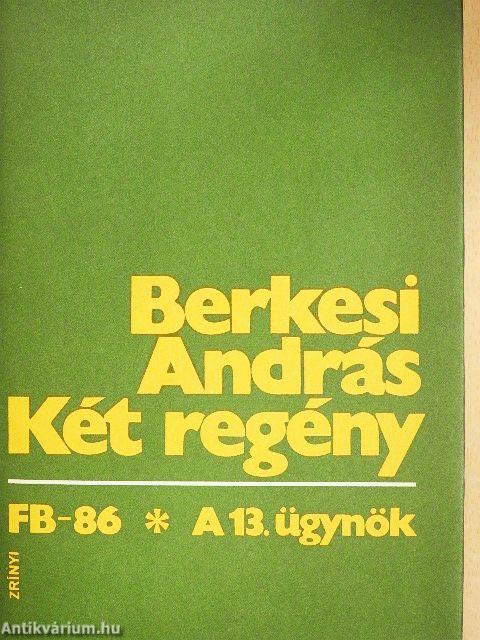 Berkesi
András
Két regény
FB-86 * A 13. ügynök
ZRÍNYI
Antikvárium.hu